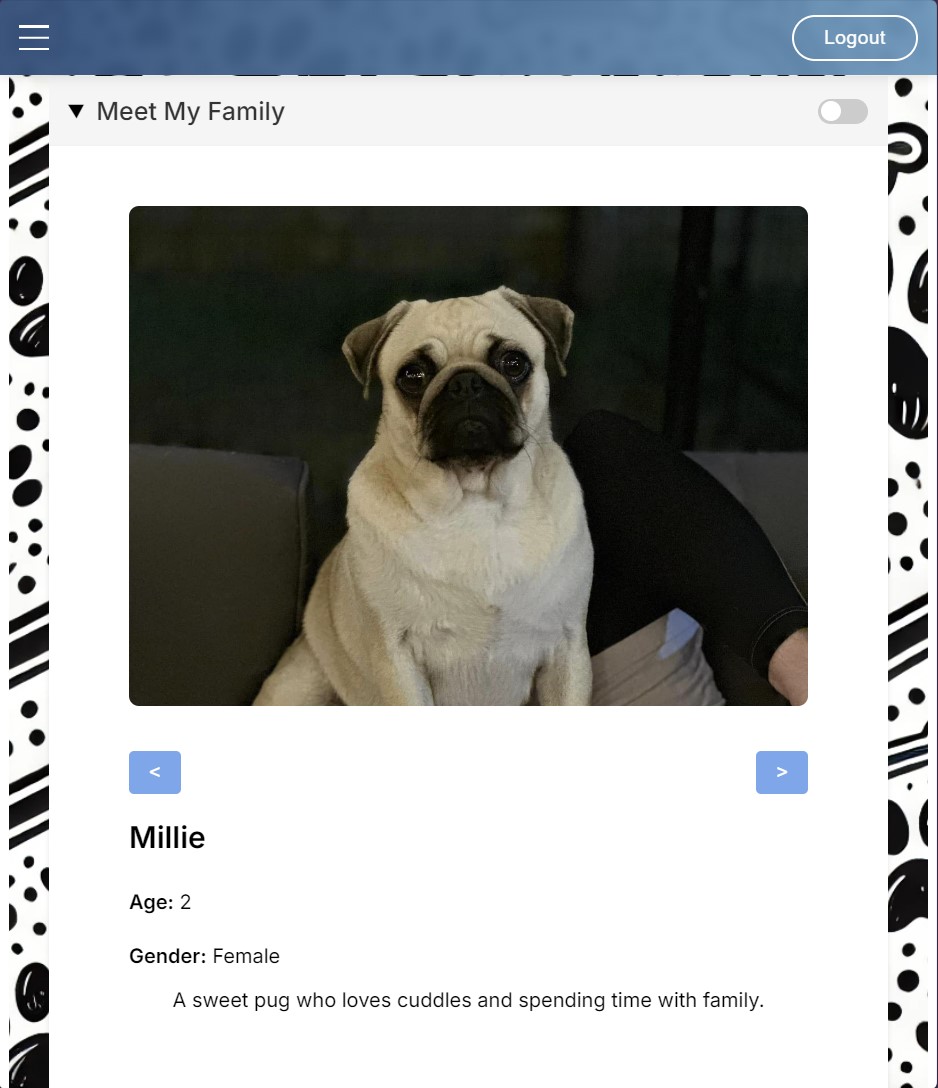 Logout
Meet My Family
<
>
Millie
Age: 2
Gender: Female
A sweet pug who loves cuddles and spending time with family.